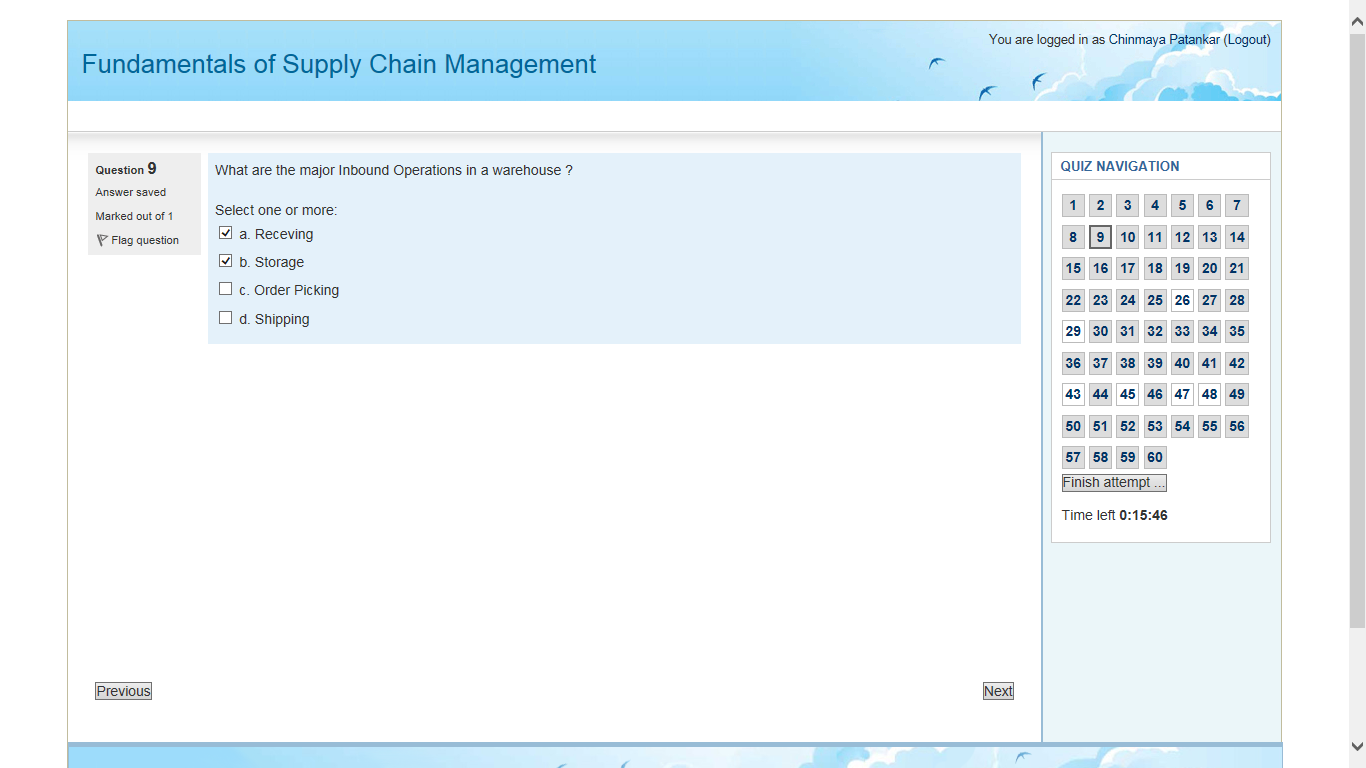 You are logged in as Chinmaya Patankar (Logout)
Fundamentals of Supply Chain Management
Question 9
Answer saved
Marked out of 1
Flag question
What are the major Inbound Operations in a warehouse ?
Select one or more:
a. Receving
b. Storage
c. Order Picking
d. Shipping
Previous
Next
QUIZ NAVIGATION
1 2 3 4 5 6 7
8 9 10 11 12 13 14
15 16 17 18 19 20 21
22 23 24 25 26 27 28
29 30 31 32 33 34 35
36 37 38 39 40 41 42
43 44 45 46 47 48 49
50 51 52 53 54 55 56
57 58 59 60
Finish attempt ...
Time left 0:15:46